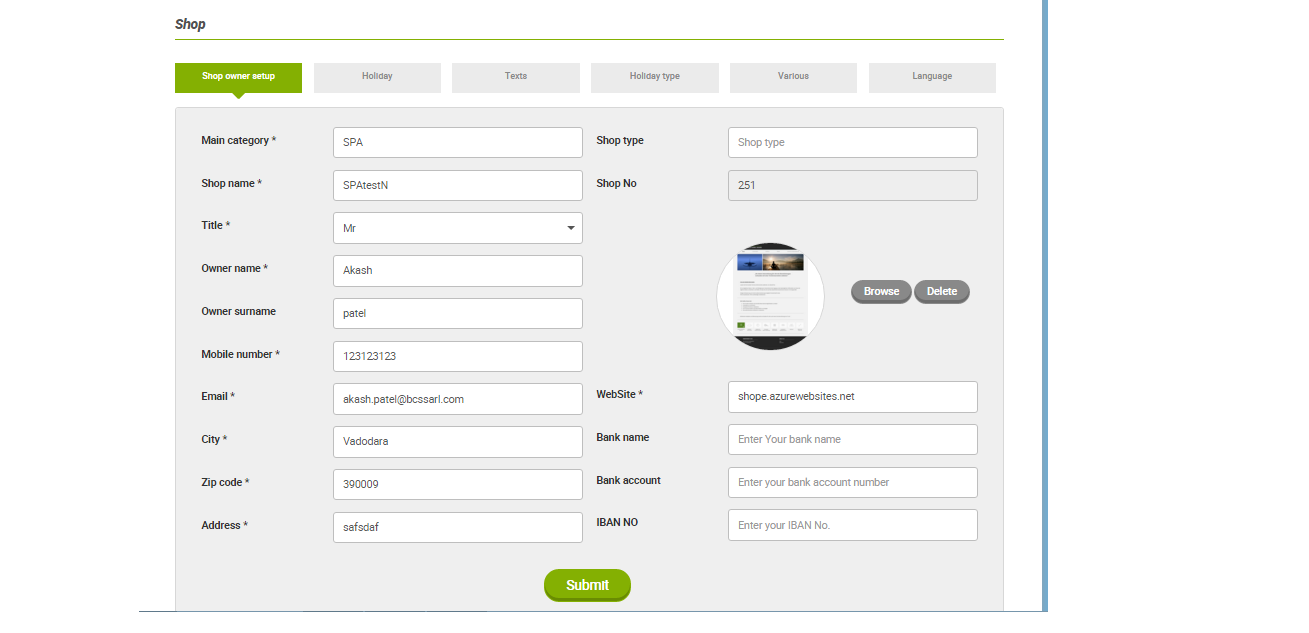 Shop
Shop owner setup
Holiday
Texts
Holiday type
Various
Language
Main category *
SPA
Shop type
Shop type
Shop name *
SPAtestN
Shop No
251
Title *
Mr
Owner name *
Akash
Browse
Delete
Owner surname
patel
Mobile number *
123123123
Email *
akash.patel@bcssarl.com
WebSite *
shope.azurewebsites.net
City *
Vadodara
Bank name
Enter Your bank name
Zip code *
390009
Bank account
Enter your bank account number
Address *
safsdaf
IBAN NO
Enter your IBAN No.
Submit